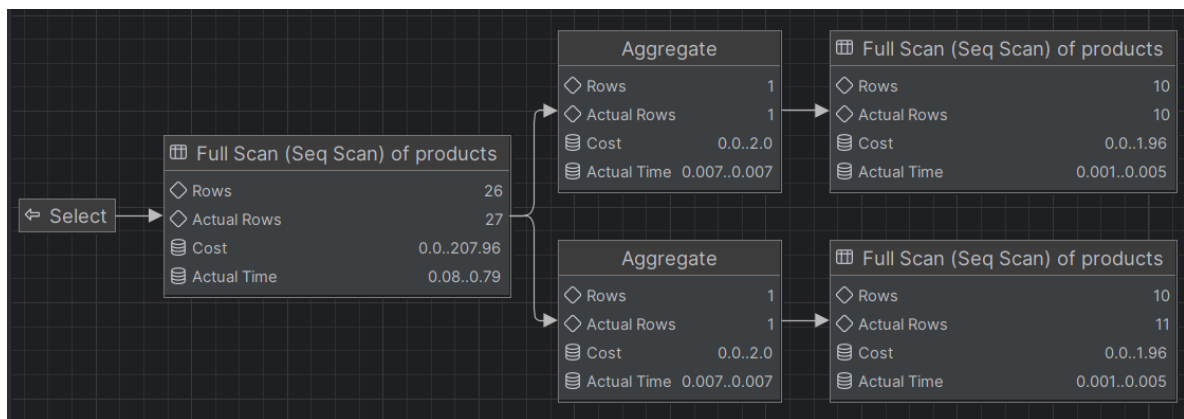 Select
Full Scan (Seq Scan) of products
Rows 26
Actual Rows 27
Cost 0.0..207.96
Actual Time 0.08..0.79
Aggregate
Rows 1
Actual Rows 1
Cost 0.0..2.0
Actual Time 0.007..0.007
Full Scan (Seq Scan) of products
Rows 10
Actual Rows 10
Cost 0.0..1.96
Actual Time 0.001..0.005
Aggregate
Rows 1
Actual Rows 1
Cost 0.0..2.0
Actual Time 0.007..0.007
Full Scan (Seq Scan) of products
Rows 10
Actual Rows 11
Cost 0.0..1.96
Actual Time 0.001..0.005